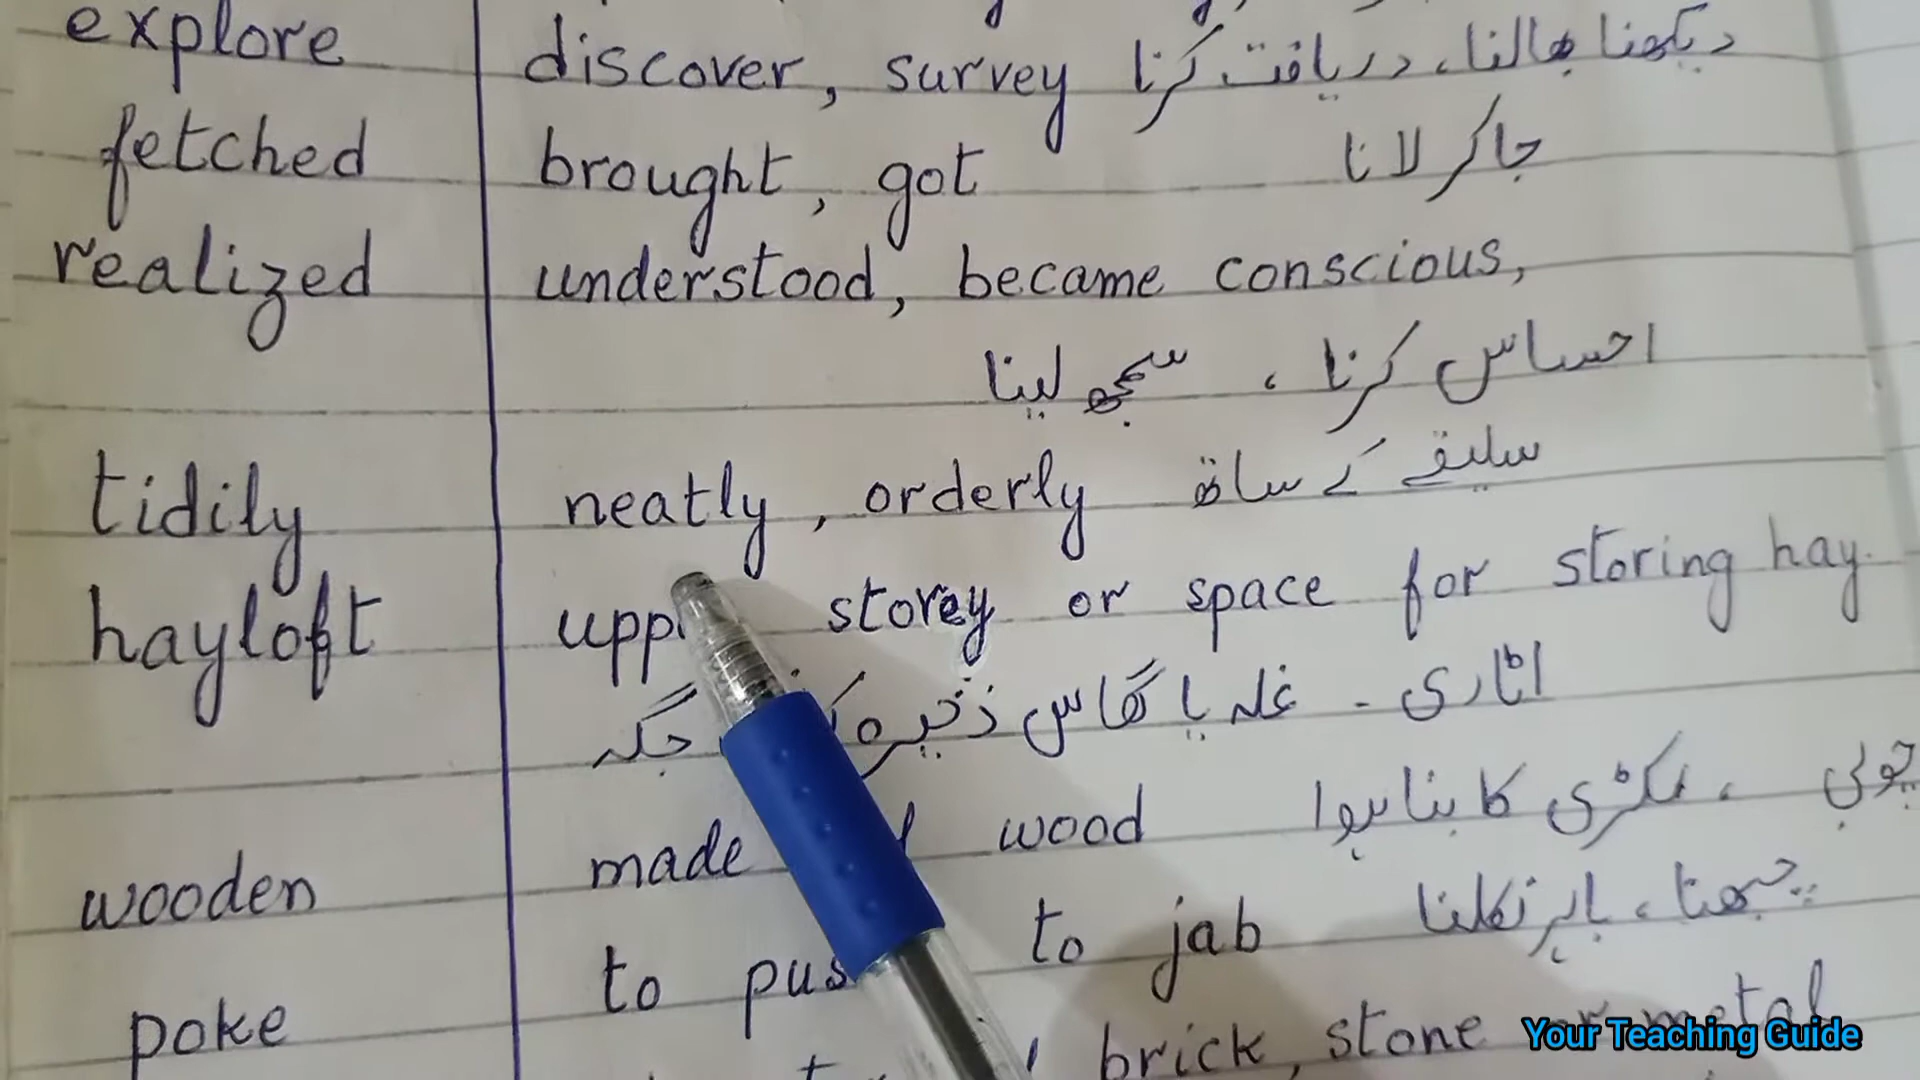 explore discover, survey دیکھنا بھالنا، دریافت کرنا
fetched brought, got جا کر لانا
realized understood, became conscious,
احساس کرنا ، سمجھ لینا
tidily neatly, orderly سلیقے کے ساتھ
hayloft storey or space for storing hay.
اٹاری - غلہ یا گھاس ذخیرہ جگہ
wooden made wood چوبی ، لکڑی کا بنا ہوا
poke to to jab چبھنا، باہر نکلنا
brick, stone or metal
Your Teaching Guide